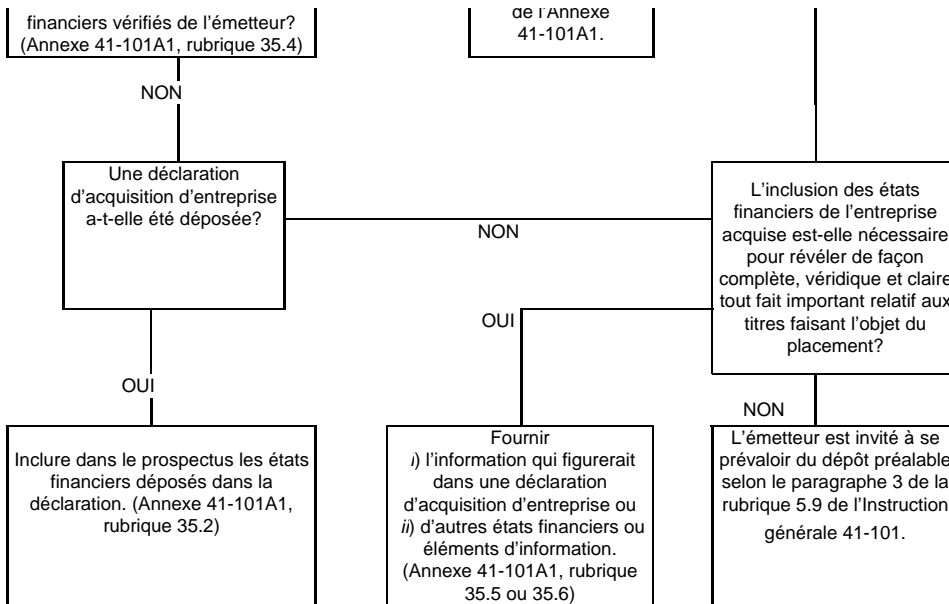 financiers vérifiés de l'émetteur?
(Annexe 41-101A1, rubrique 35.4)
de l'Annexe
41-101A1.
NON
Une déclaration
d'acquisition d'entreprise
a-t-elle été déposée?
NON
L'inclusion des états
financiers de l'entreprise
acquise est-elle nécessaire
pour révéler de façon
complète, véridique et claire
tout fait important relatif aux
titres faisant l'objet du
placement?
OUI
OUI
NON
Inclure dans le prospectus les états
financiers déposés dans la
déclaration. (Annexe 41-101A1,
rubrique 35.2)
Fournir
i) l'information qui figurerait
dans une déclaration
d'acquisition d'entreprise ou
ii) d'autres états financiers ou
éléments d'information.
(Annexe 41-101A1, rubrique
35.5 ou 35.6)
L'émetteur est invité à se
prévaloir du dépôt préalable
selon le paragraphe 3 de la
rubrique 5.9 de l'Instruction
générale 41-101.